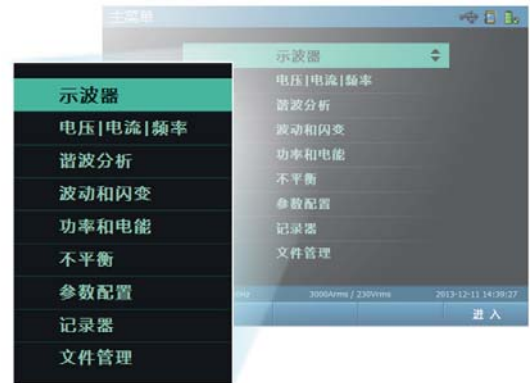 主菜单
示波器
电压|电流|频率
谐波分析
波动和闪变
功率和电能
不平衡
参数配置
记录器
文件管理
示波器
电压|电流|频率
谐波分析
波动和闪变
功率和电能
不平衡
参数配置
记录器
文件管理
3000Arms / 230Vrms
2013-12-11 14:39:27
进 入